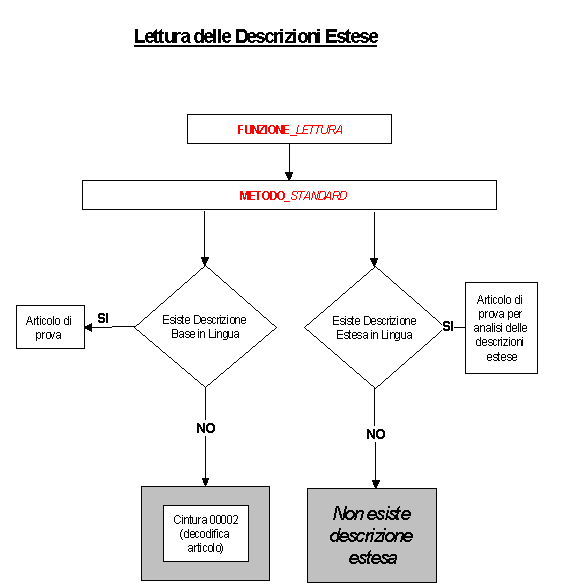 Lettura delle Descrizioni Estese
FUNZIONE_LETTURA
METODO_STANDARD
Esiste Descrizione
Base in Lingua
Esiste Descrizione
Estesa in Lingua
Articolo di
prova
SI
SI
Articolo di
prova per
analisi delle
descrizioni
estese
NO
NO
Cintura 00002
(decodifica
articolo)
Non esiste
descrizione
estesa